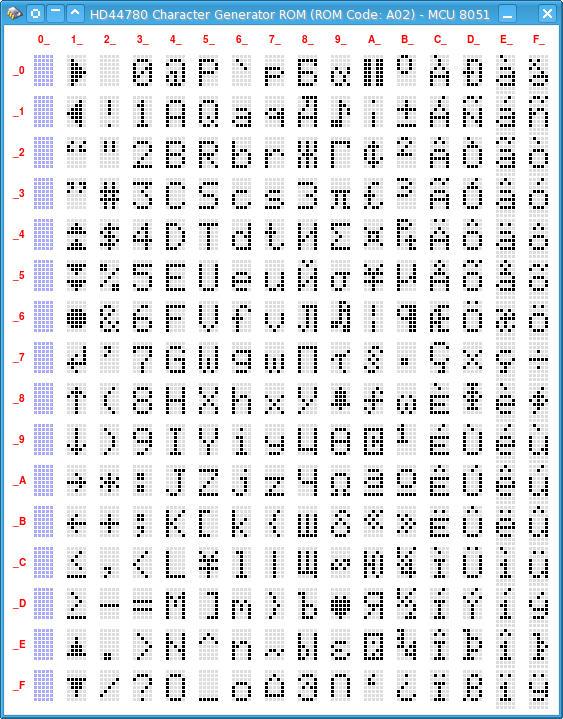 HD44780 Character Generator ROM (ROM Code: A02) - MCU 8051
0_ 1_ 2_ 3_ 4_ 5_ 6_ 7_ 8_ 9_ A_ B_ C_ D_ E_ F_
_0 0 @ P ` p Б α ° À Ð à ð
_1 ! 1 A Q a q Д ♪ ¡ ± Á Ñ á ñ
_2 “ " 2 B R b r Ж Γ ¢ ² Â Ò â ò
_3 ” # 3 C S c s З π £ ³ Ã Ó ã ó
_4 $ 4 D T d t И Σ ¤ ₧ Ä Ô ä ô
_5 % 5 E U e u Й σ ¥ µ Å Õ å õ
_6 & 6 F V f v Л ♬ ¦ ¶ Æ Ö æ ö
_7 ↵ ' 7 G W g w П τ § · Ç × ç ÷
_8 ↑ ( 8 H X h x У ƒ ω È Φ è φ
_9 ↓ ) 9 I Y i y Ц θ © ¹ É Ù é ù
_A → * : J Z j z Ч Ω ª º Ê Ú ê ú
_B ← + ; K [ k { Ш δ « » Ë Û ë û
_C ≤ , < L l | Щ ∞ Ю ¼ Ì Ü ì ü
_D ≥ - = M ] m } Ъ ♥ Я ½ Í Ý í ý
_E . > N ^ n ~ Ы ε ® ¾ Î Þ î þ
_F / ? O _ o Э ∩ ‘ ¿ Ï ß ï ÿ